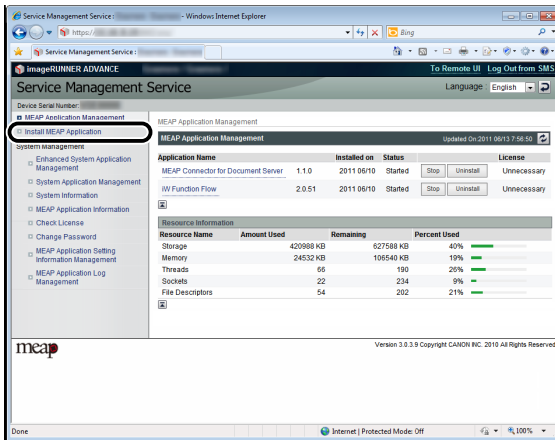 Service Management Service : - Windows Internet Explorer
https://
Bing
Service Management Service :
imageRUNNER ADVANCE
To Remote UI Log Out from SMS
Service Management Service
Language : English
Device Serial Number:
MEAP Application Management
Install MEAP Application
System Management
Enhanced System Application
Management
System Application Management
System Information
MEAP Application Information
Check License
Change Password
MEAP Application Setting
Information Management
MEAP Application Log
Management
MEAP Application Management
MEAP Application Management
Updated On:2011 06/13 7:56:50
Application Name Installed on Status License
MEAP Connector for Document Server 1.1.0 2011 06/10 Started Stop Uninstall Unnecessary
iW Function Flow 2.0.51 2011 06/10 Started Stop Uninstall Unnecessary
Resource Information
Resource Name Amount Used Remaining Percent Used
Storage 420988 KB 627588 KB 40%
Memory 24532 KB 106540 KB 19%
Threads 66 190 26%
Sockets 22 234 9%
File Descriptors 54 202 21%
meap
Version 3.0.3.9 Copyright CANON INC. 2010 All Rights Reserved
Done
Internet | Protected Mode: Off
100%